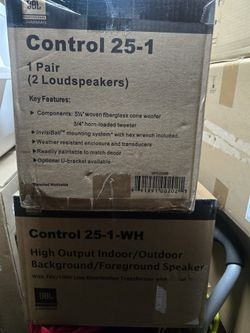 JBL
Control 25-1
1 Pair
(2 Loudspeakers)
Key Features:
Components: 5¼" woven fiberglass cone woofer
3/4" horn-loaded tweeter
InvisiBall™ mounting system* with hex wrench included.
Weather resistant enclosure and transducers
Readily paintable to match decor
Optional U-bracket available
Control 25-1-WH
High Output Indoor/Outdoor
Background/Foreground Speaker
JBL